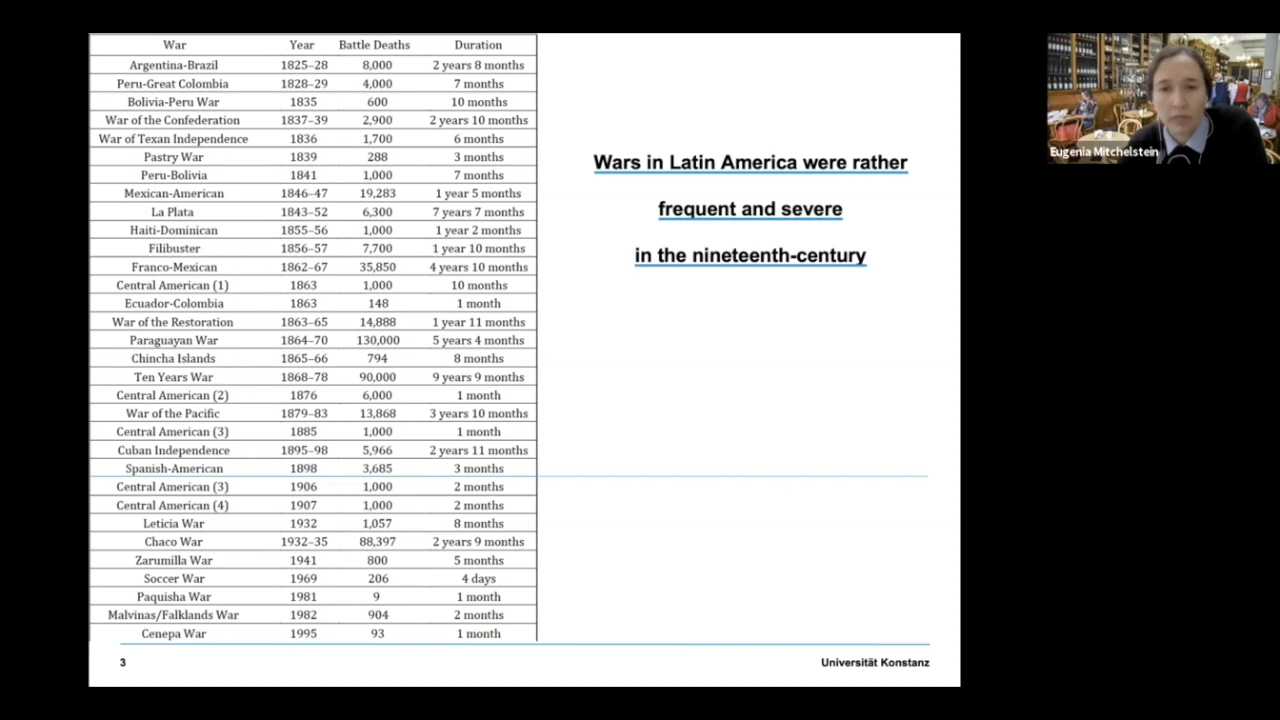 War Year Battle Deaths Duration
Argentina-Brazil 1825–28 8,000 2 years 8 months
Peru-Great Colombia 1828–29 4,000 7 months
Bolivia-Peru War 1835 600 10 months
War of the Confederation 1837–39 2,900 2 years 10 months
War of Texan Independence 1836 1,700 6 months
Pastry War 1839 288 3 months
Peru-Bolivia 1841 1,000 7 months
Mexican-American 1846–47 19,283 1 year 5 months
La Plata 1843–52 6,300 7 years 7 months
Haiti-Dominican 1855–56 1,000 1 year 2 months
Filibuster 1856–57 7,700 1 year 10 months
Franco-Mexican 1862–67 35,850 4 years 10 months
Central American (1) 1863 1,000 10 months
Ecuador-Colombia 1863 148 1 month
War of the Restoration 1863–65 14,888 1 year 11 months
Paraguayan War 1864–70 130,000 5 years 4 months
Chincha Islands 1865–66 794 8 months
Ten Years War 1868–78 90,000 9 years 9 months
Central American (2) 1876 6,000 1 month
War of the Pacific 1879–83 13,868 3 years 10 months
Central American (3) 1885 1,000 1 month
Cuban Independence 1895–98 5,966 2 years 11 months
Spanish-American 1898 3,685 3 months
Central American (3) 1906 1,000 2 months
Central American (4) 1907 1,000 2 months
Leticia War 1932 1,057 8 months
Chaco War 1932–35 88,397 2 years 9 months
Zarumilla War 1941 800 5 months
Soccer War 1969 206 4 days
Paquisha War 1981 9 1 month
Malvinas/Falklands War 1982 904 2 months
Cenepa War 1995 93 1 month
Wars in Latin America were rather
frequent and severe
in the nineteenth-century
3
Universität Konstanz
Eugenia Mitchelstein